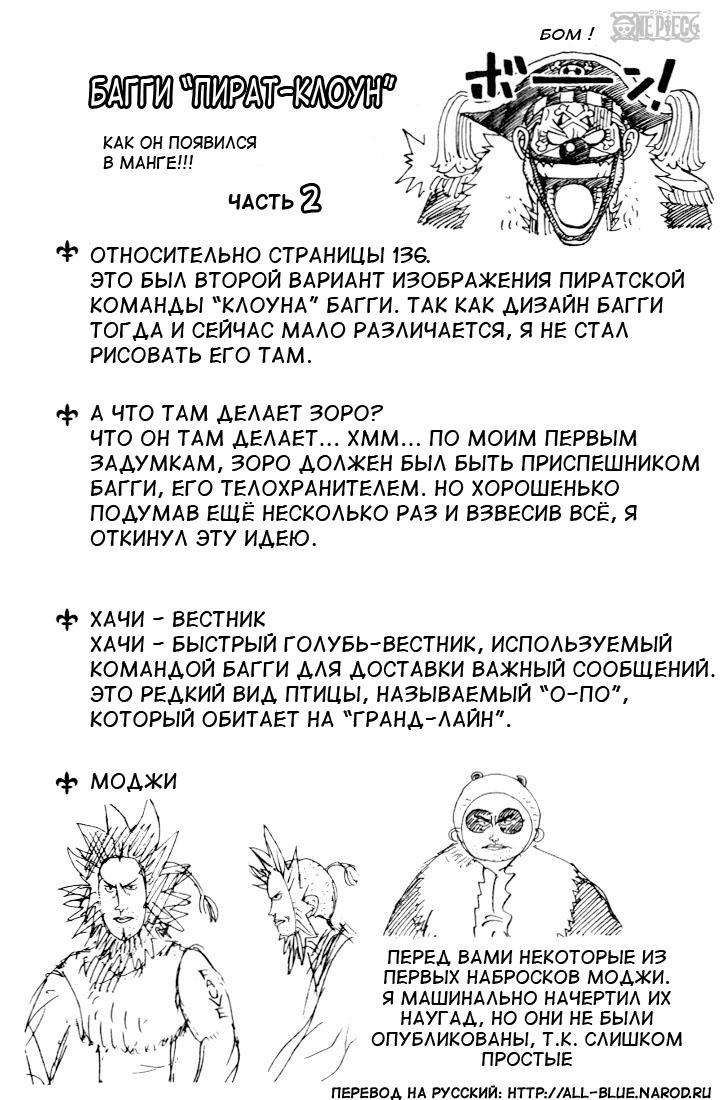 БОМ !
ワンピース
ONE PIECE
ボーン!
БАГГИ "ПИРАТ-КЛОУН"
КАК ОН ПОЯВИЛСЯ
В МАНГЕ!!!
ЧАСТЬ 2
ОТНОСИТЕЛЬНО СТРАНИЦЫ 136.
ЭТО БЫЛ ВТОРОЙ ВАРИАНТ ИЗОБРАЖЕНИЯ ПИРАТСКОЙ
КОМАНДЫ "КЛОУНА" БАГГИ. ТАК КАК ДИЗАЙН БАГГИ
ТОГДА И СЕЙЧАС МАЛО РАЗЛИЧАЕТСЯ, Я НЕ СТАЛ
РИСОВАТЬ ЕГО ТАМ.
А ЧТО ТАМ ДЕЛАЕТ ЗОРО?
ЧТО ОН ТАМ ДЕЛАЕТ... ХММ... ПО МОИМ ПЕРВЫМ
ЗАДУМКАМ, ЗОРО ДОЛЖЕН БЫЛ БЫТЬ ПРИСПЕШНИКОМ
БАГГИ, ЕГО ТЕЛОХРАНИТЕЛЕМ. НО ХОРОШЕНЬКО
ПОДУМАВ ЕЩЁ НЕСКОЛЬКО РАЗ И ВЗВЕСИВ ВСЁ, Я
ОТКИНУЛ ЭТУ ИДЕЮ.
ХАЧИ - ВЕСТНИК
ХАЧИ - БЫСТРЫЙ ГОЛУБЬ-ВЕСТНИК, ИСПОЛЬЗУЕМЫЙ
КОМАНДОЙ БАГГИ ДЛЯ ДОСТАВКИ ВАЖНЫЙ СООБЩЕНИЙ.
ЭТО РЕДКИЙ ВИД ПТИЦЫ, НАЗЫВАЕМЫЙ "О-ПО",
КОТОРЫЙ ОБИТАЕТ НА "ГРАНД-ЛАЙН".
МОДЖИ
ПЕРЕД ВАМИ НЕКОТОРЫЕ ИЗ
ПЕРВЫХ НАБРОСКОВ МОДЖИ.
Я МАШИНАЛЬНО НАЧЕРТИЛ ИХ
НАУГАД, НО ОНИ НЕ БЫЛИ
ОПУБЛИКОВАНЫ, Т.К. СЛИШКОМ
ПРОСТЫЕ
ПЕРЕВОД НА РУССКИЙ: HTTP://ALL-BLUE.NAROD.RU